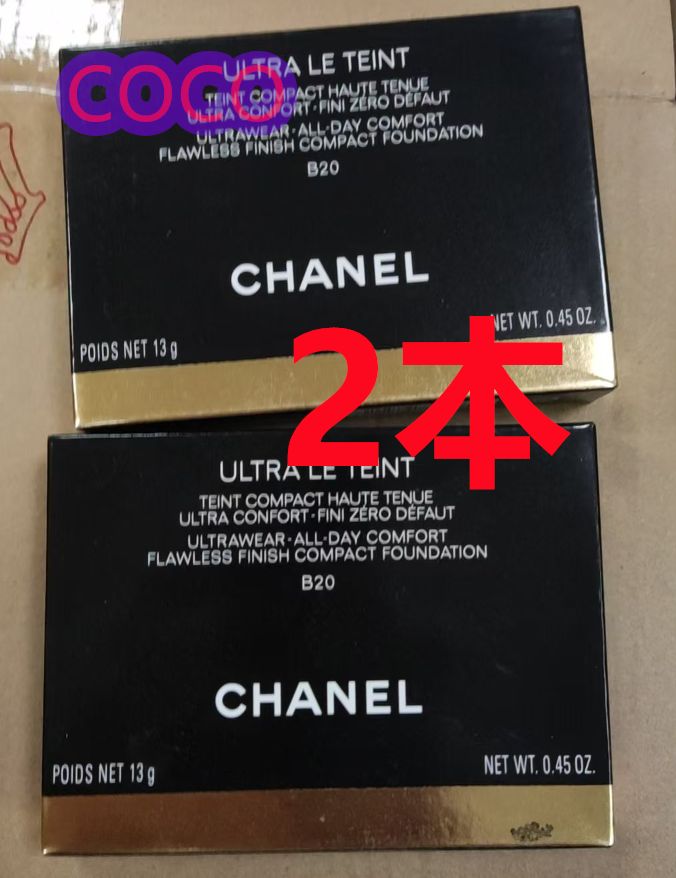 COCO
ULTRA LE TEINT
TEINT COMPACT HAUTE TENUE
ULTRA CONFORT·FINI ZÉRO DÉFAUT
ULTRAWEAR·ALL-DAY COMFORT
FLAWLESS FINISH COMPACT FOUNDATION
B20
CHANEL
POIDS NET 13 g
NET WT. 0.45 OZ.
2本
ULTRA LE TEINT
TEINT COMPACT HAUTE TENUE
ULTRA CONFORT·FINI ZÉRO DÉFAUT
ULTRAWEAR·ALL-DAY COMFORT
FLAWLESS FINISH COMPACT FOUNDATION
B20
CHANEL
POIDS NET 13 g
NET WT. 0.45 OZ.